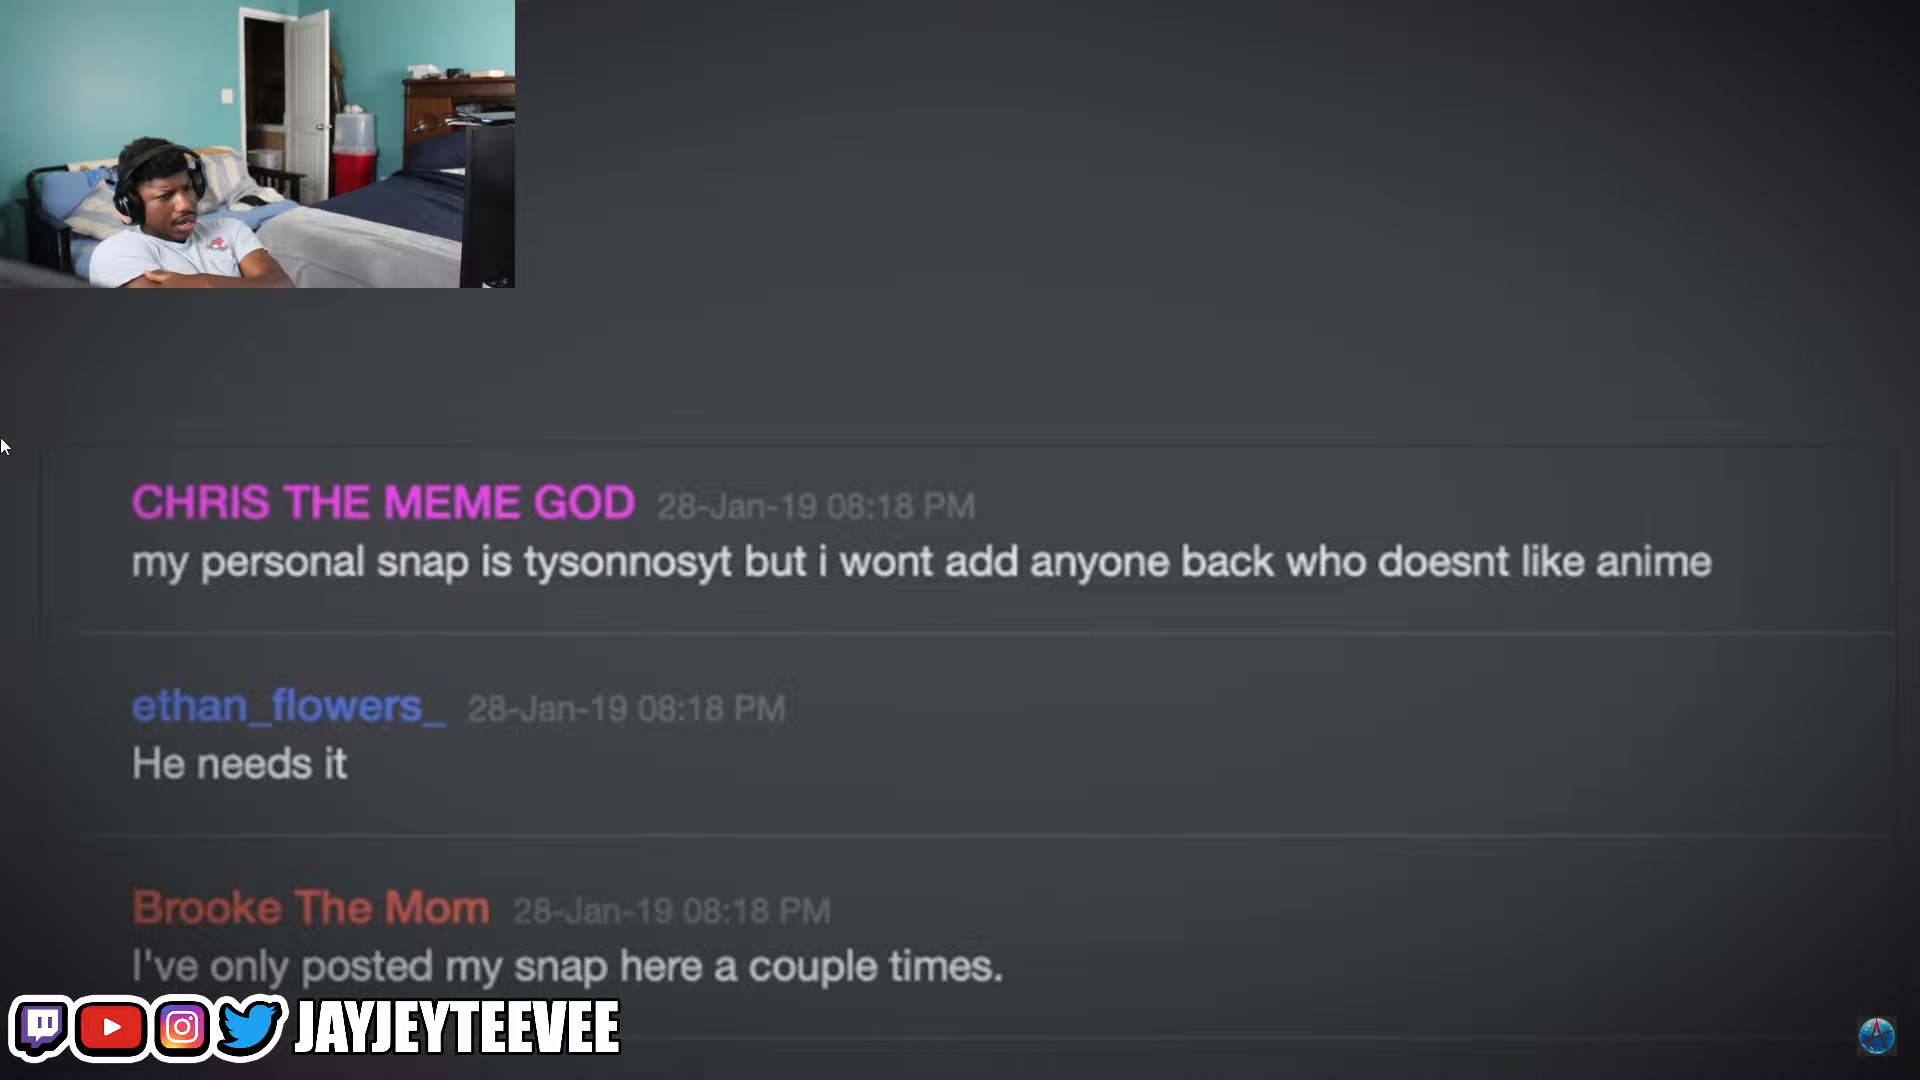 CHRIS THE MEME GOD 28-Jan-19 08:18 PM
my personal snap is tysonnosyt but i wont add anyone back who doesnt like anime
ethan_flowers_ 28-Jan-19 08:18 PM
He needs it
Brooke The Mom 28-Jan-19 08:18 PM
I've only posted my snap here a couple times.
JAYJEYTEEVEE